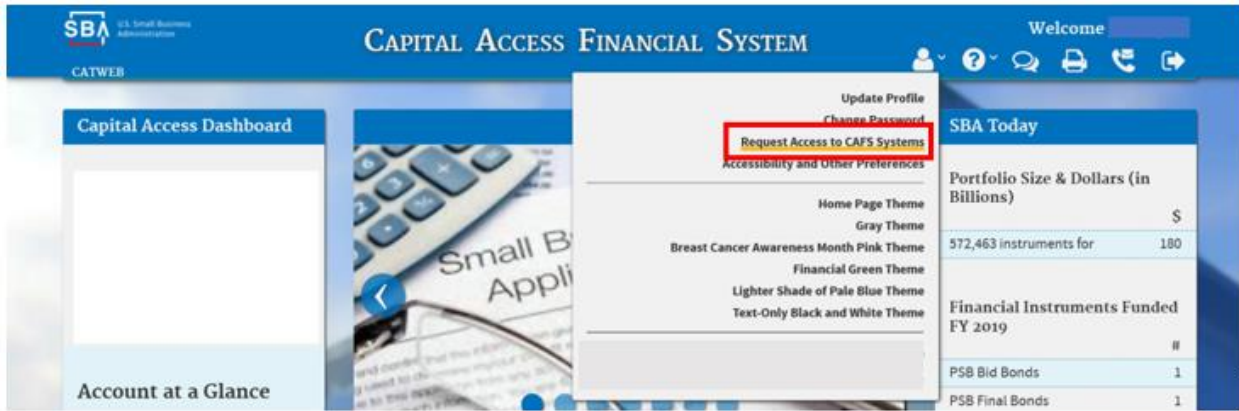 SBA U.S. Small Business
Administration
CAPITAL ACCESS FINANCIAL SYSTEM
Welcome
CATWEB
Capital Access Dashboard
Account at a Glance
Small B
Appli
Update Profile
Change Password
Request Access to CAFS Systems
Accessibility and Other Preferences
Home Page Theme
Gray Theme
Breast Cancer Awareness Month Pink Theme
Financial Green Theme
Lighter Shade of Pale Blue Theme
Text-Only Black and White Theme
SBA Today
Portfolio Size & Dollars (in
Billions)
$
572,463 instruments for 180
Financial Instruments Funded
FY 2019
#
PSB Bid Bonds 1
PSB Final Bonds 1